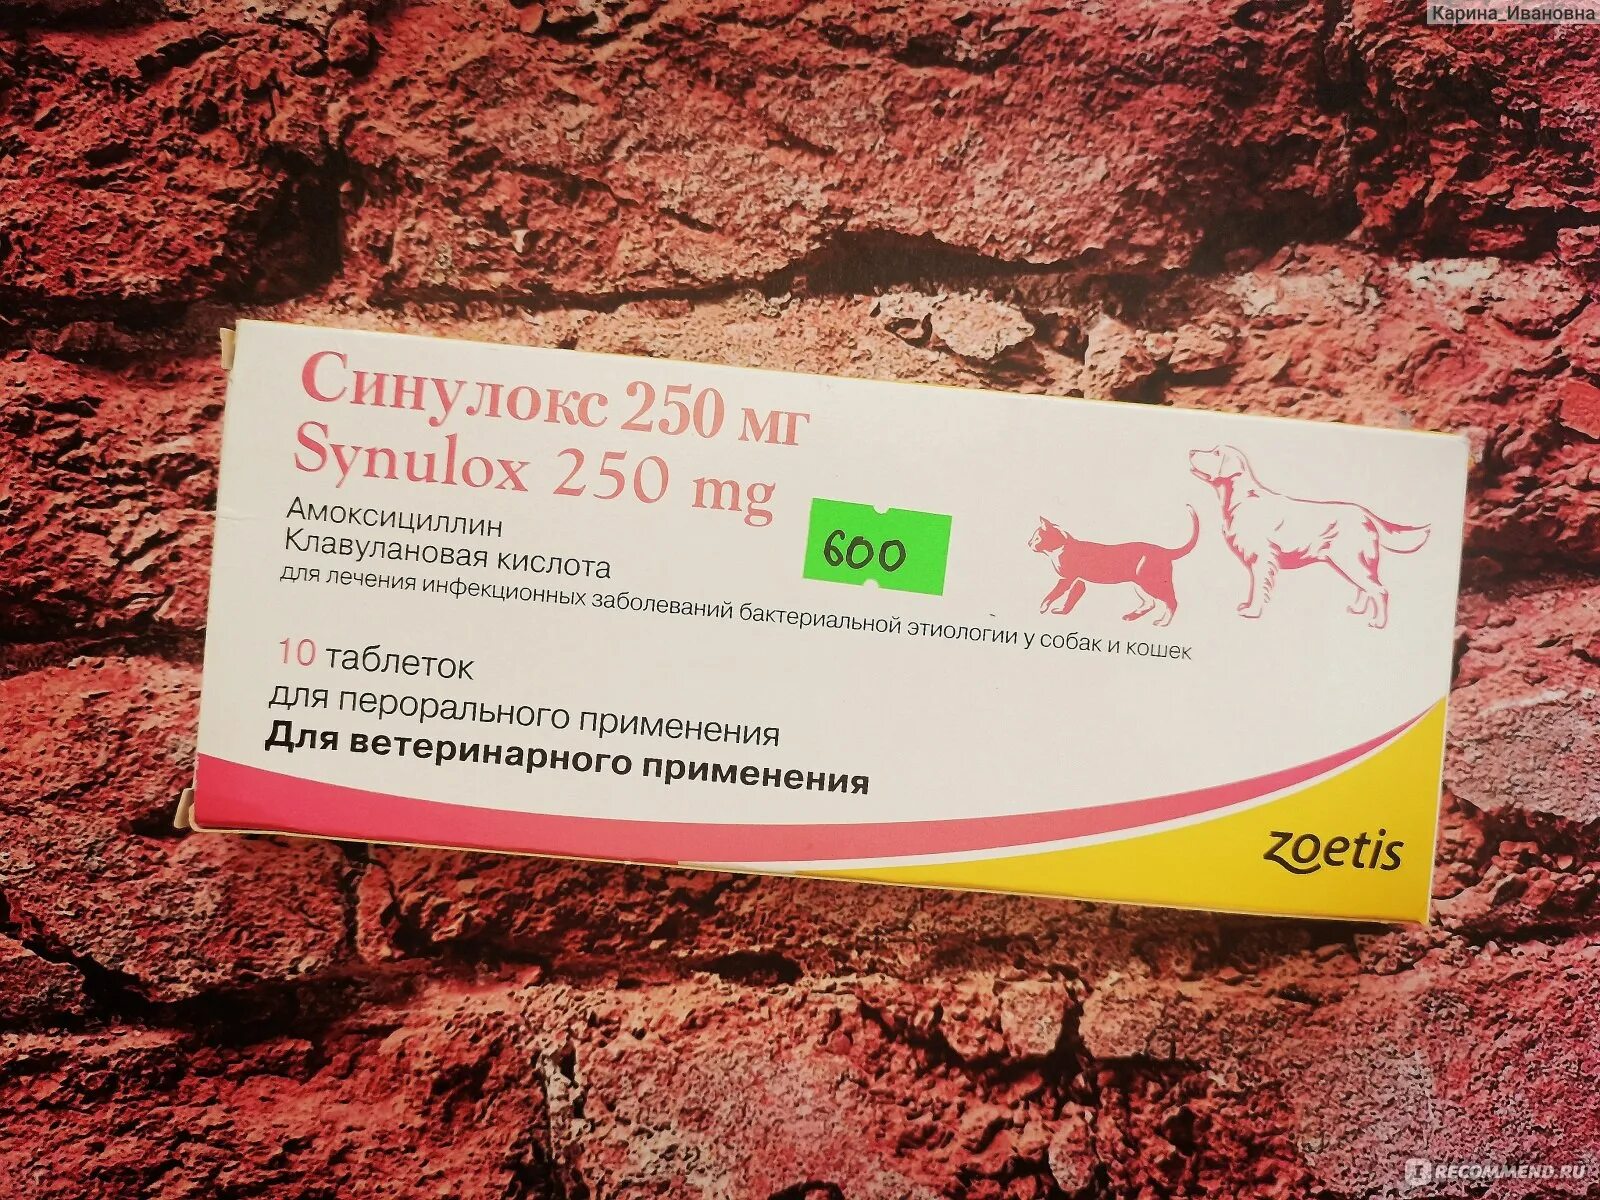 Карина_Ивановна
Синулокс 250 мг
Synulox 250 mg
Амоксициллин
Клавулановая кислота
для лечения инфекционных заболеваний бактериальной этиологии у собак и кошек
600
10 таблеток
для перорального применения
Для ветеринарного применения
zoetis
RECOMMEND.RU